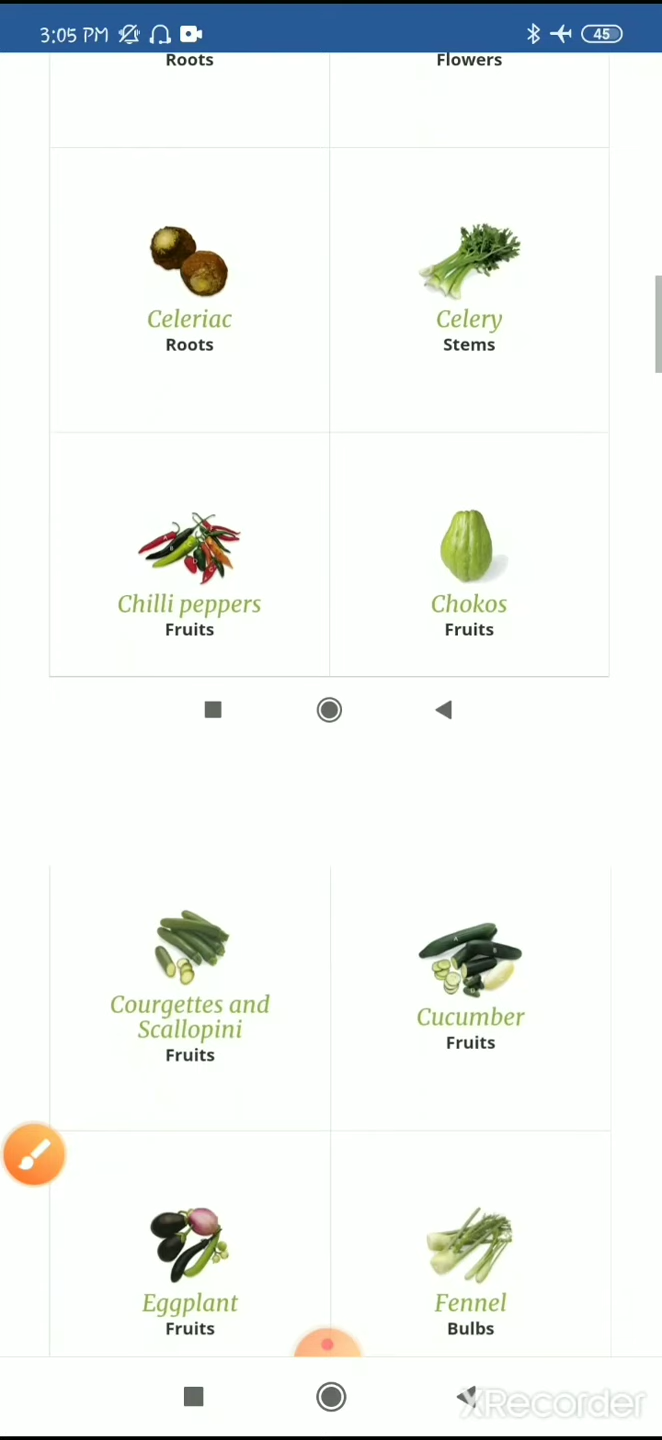 3:05 PM
45
Roots
Flowers
Celeriac
Roots
Celery
Stems
Chilli peppers
Fruits
Chokos
Fruits
Courgettes and
Scallopini
Fruits
Cucumber
Fruits
Eggplant
Fruits
Fennel
Bulbs
XRecorder